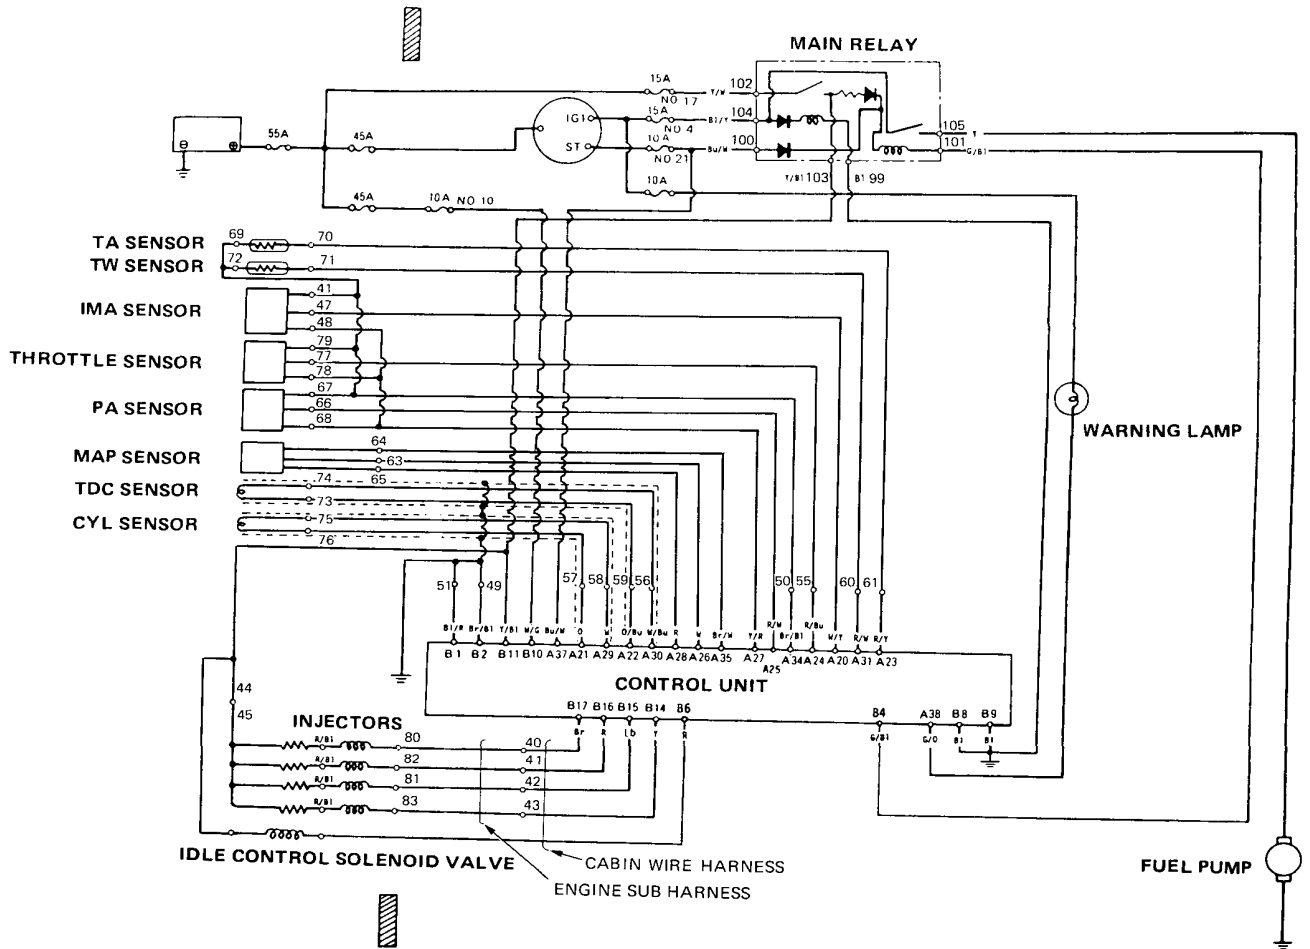 MAIN RELAY
15A
NO 17
Y/W
102
55A
45A
IG1
ST
15A
NO 4
Bl/Y
104
10A
NO 21
Bu/W
100
105
Y
101
G/Bl
Y/Bl 103
Bl 99
10A
45A
10A NO 10
TA SENSOR
69
70
TW SENSOR
72
71
IMA SENSOR
41
47
48
THROTTLE SENSOR
79
77
78
PA SENSOR
67
66
68
WARNING LAMP
MAP SENSOR
64
63
65
TDC SENSOR
74
73
CYL SENSOR
75
76
51
49
57
58
59
56
50
55
60
61
Bl/R Br/Bl Y/Bl W/G Bu/W O W O/Bu W/Bu R W Br/W Y/R R/W Br/Bl R/Bu W/Y R/W R/Y
B1 B2 B11 B10 A37 A21 A29 A22 A30 A28 A26 A35 A27 A25 A34 A24 A20 A31 A23
CONTROL UNIT
B17 B16 B15 B14 B6 B4 A38 B8 B9
Br R Lb Y R G/Bl G/O Bl Bl
44
45
INJECTORS
R/Bl
80
40
R/Bl
82
41
R/Bl
81
42
R/Bl
83
43
IDLE CONTROL SOLENOID VALVE
CABIN WIRE HARNESS
ENGINE SUB HARNESS
FUEL PUMP